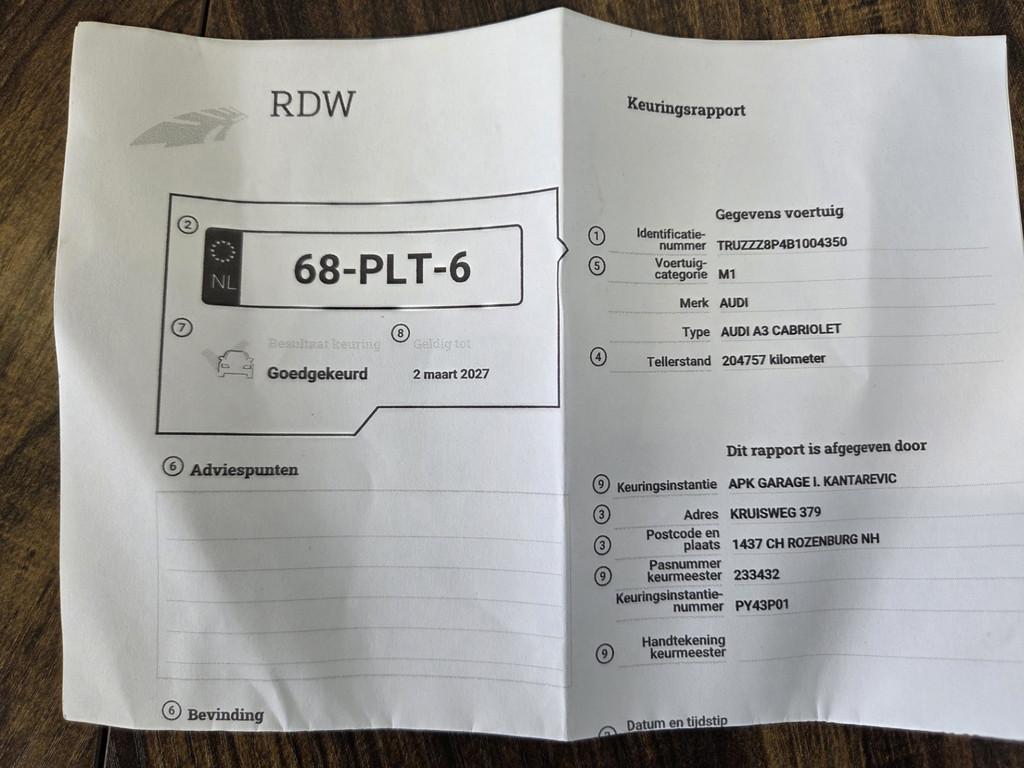 RDW
Keuringsrapport
2
NL
68-PLT-6
7
Resultaat keuring
8
Geldig tot
Goedgekeurd
2 maart 2027
6 Adviespunten
6 Bevinding
Gegevens voertuig
1 Identificatie-
nummer TRUZZZ8P4B1004350
5 Voertuig-
categorie M1
Merk AUDI
Type AUDI A3 CABRIOLET
4 Tellerstand 204757 kilometer
Dit rapport is afgegeven door
9 Keuringsinstantie APK GARAGE I. KANTAREVIC
3 Adres KRUISWEG 379
3 Postcode en
plaats 1437 CH ROZENBURG NH
9 Pasnummer
keurmeester 233432
Keuringsinstantie-
nummer PY43P01
9 Handtekening
keurmeester
Datum en tijdstip